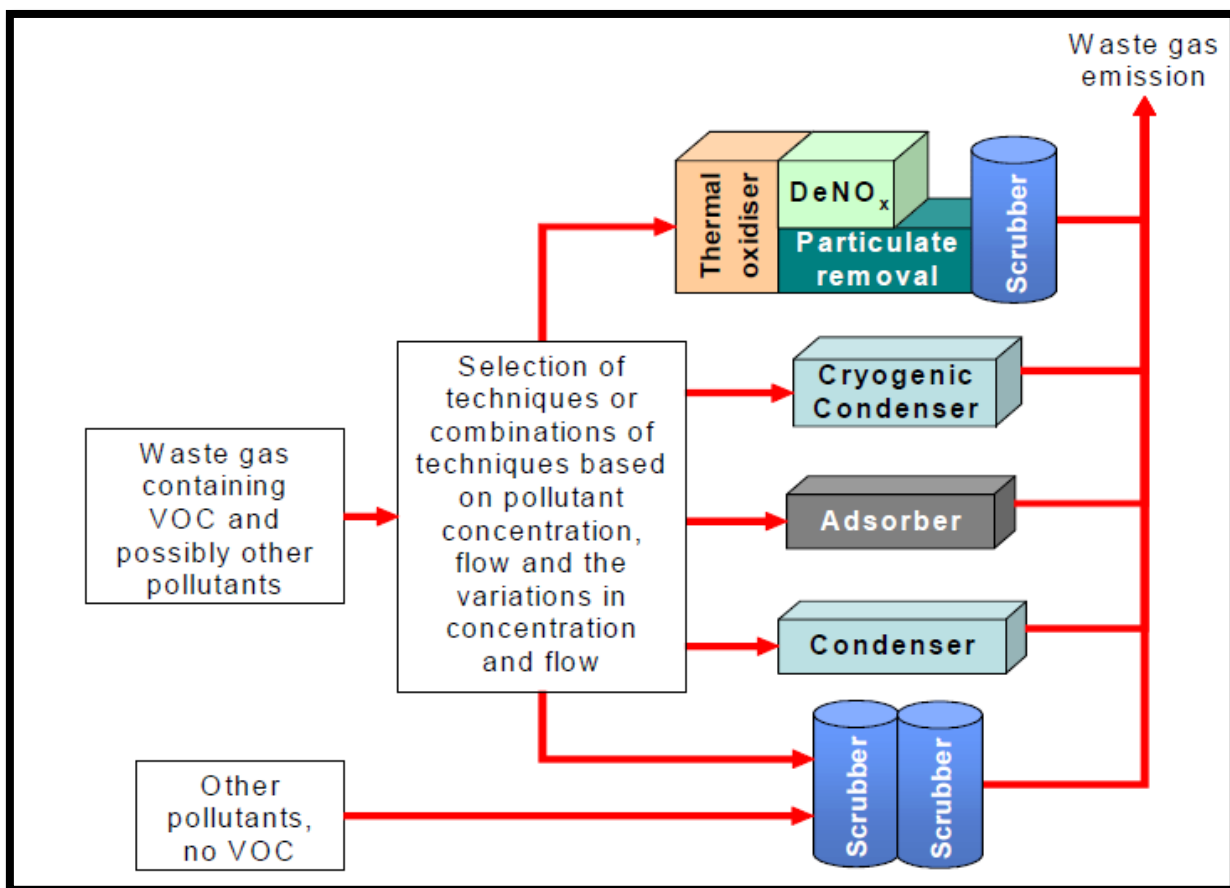 Waste gas
emission
Thermal
oxidiser
DeNOx
Particulate
removal
Scrubber
Selection of
techniques or
combinations of
techniques based
on pollutant
concentration,
flow and the
variations in
concentration
and flow
Cryogenic
Condenser
Waste gas
containing
VOC and
possibly other
pollutants
Adsorber
Condenser
Scrubber
Scrubber
Other
pollutants,
no VOC